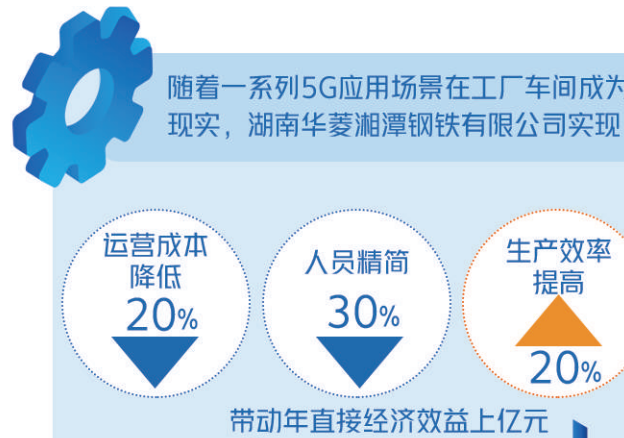 随着一系列5G应用场景在工厂车间成为
现实，湖南华菱湘潭钢铁有限公司实现
运营成本
降低
20%
人员精简
30%
生产效率
提高
20%
带动年直接经济效益上亿元